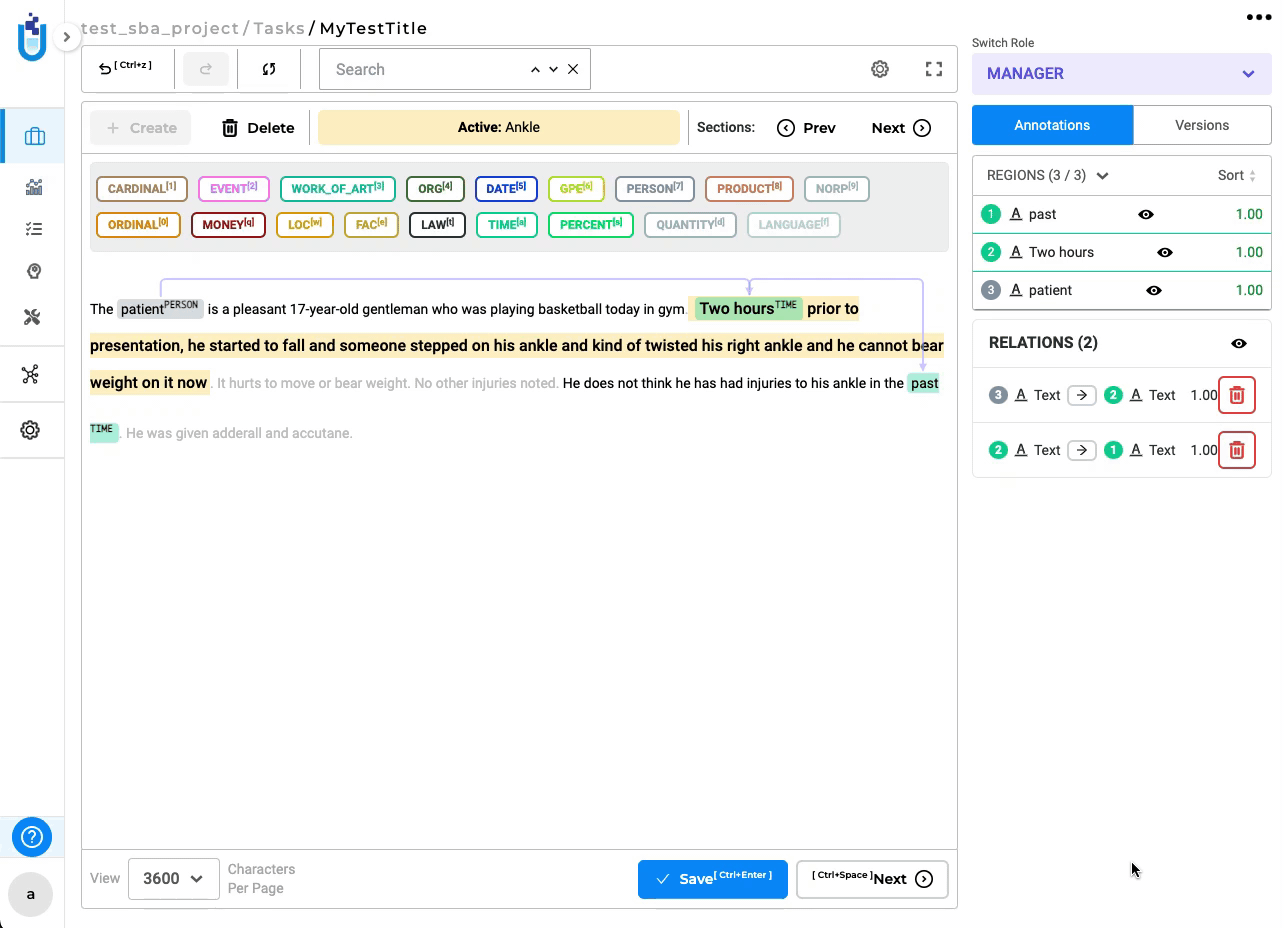 test_sba_project / Tasks / MyTestTitle
[ Ctrl+z ]
Search
Switch Role
MANAGER
Create
Delete
Active: Ankle
Sections:
Prev
Next
Annotations
Versions
CARDINAL[1] EVENT[2] WORK_OF_ART[3] ORG[4] DATE[5] GPE[6] PERSON[7] PRODUCT[8] NORP[9]
ORDINAL[0] MONEY[q] LOC[w] FAC[e] LAW[t] TIME[a] PERCENT[s] QUANTITY[d] LANGUAGE[f]
The patient PERSON is a pleasant 17-year-old gentleman who was playing basketball today in gym. Two hours TIME prior to
presentation, he started to fall and someone stepped on his ankle and kind of twisted his right ankle and he cannot bear
weight on it now . It hurts to move or bear weight. No other injuries noted. He does not think he has had injuries to his ankle in the past
TIME . He was given adderall and accutane.
REGIONS (3 / 3) Sort
1 A past 1.00
2 A Two hours 1.00
3 A patient 1.00
RELATIONS (2)
3 A Text → 2 A Text 1.00
2 A Text → 1 A Text 1.00
View 3600 Characters
Per Page
Save[ Ctrl+Enter ]
[ Ctrl+Space ]Next
?
a